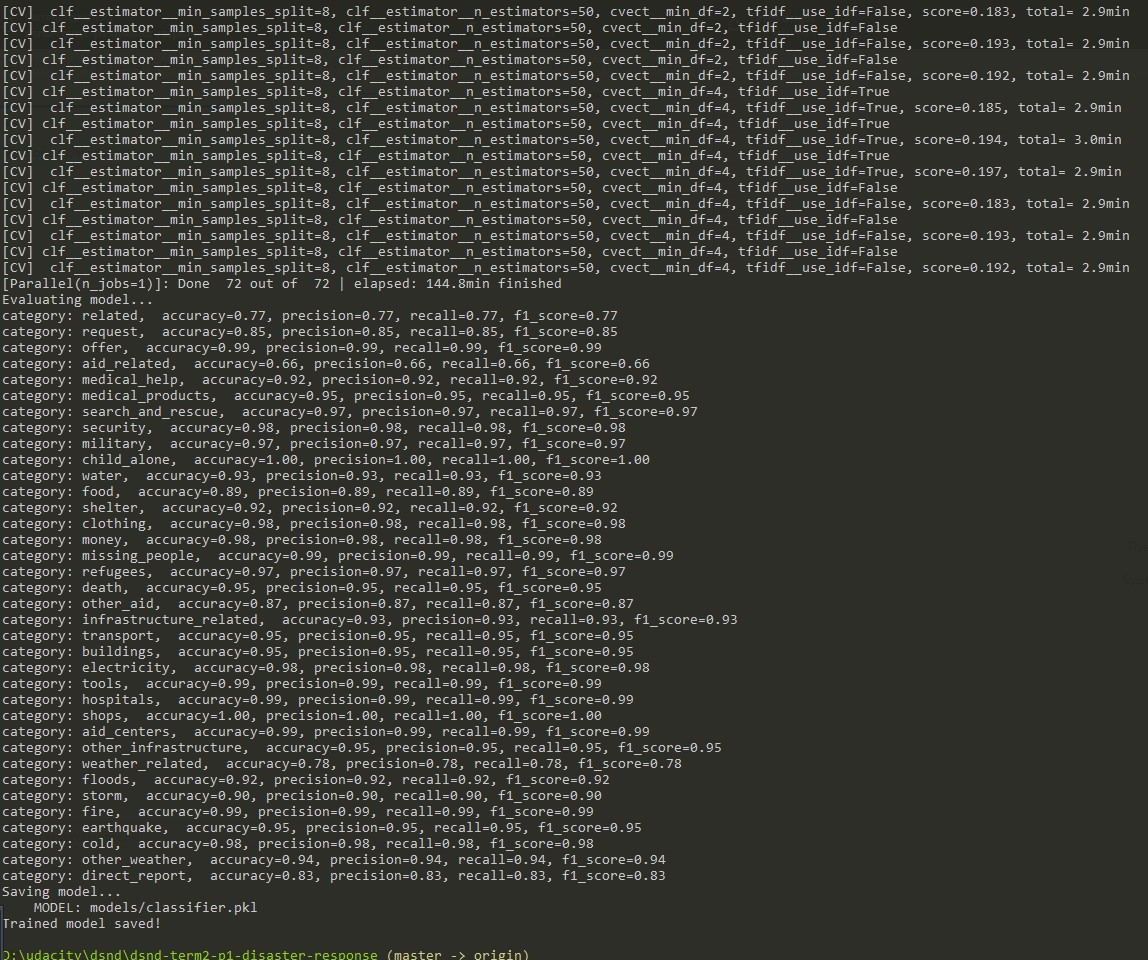 [CV]  clf__estimator__min_samples_split=8, clf__estimator__n_estimators=50, cvect__min_df=2, tfidf__use_idf=False, score=0.183, total= 2.9min
[CV] clf__estimator__min_samples_split=8, clf__estimator__n_estimators=50, cvect__min_df=2, tfidf__use_idf=False
[CV]  clf__estimator__min_samples_split=8, clf__estimator__n_estimators=50, cvect__min_df=2, tfidf__use_idf=False, score=0.193, total= 2.9min
[CV] clf__estimator__min_samples_split=8, clf__estimator__n_estimators=50, cvect__min_df=2, tfidf__use_idf=False
[CV]  clf__estimator__min_samples_split=8, clf__estimator__n_estimators=50, cvect__min_df=2, tfidf__use_idf=False, score=0.192, total= 2.9min
[CV] clf__estimator__min_samples_split=8, clf__estimator__n_estimators=50, cvect__min_df=4, tfidf__use_idf=True
[CV]  clf__estimator__min_samples_split=8, clf__estimator__n_estimators=50, cvect__min_df=4, tfidf__use_idf=True, score=0.185, total= 2.9min
[CV] clf__estimator__min_samples_split=8, clf__estimator__n_estimators=50, cvect__min_df=4, tfidf__use_idf=True
[CV]  clf__estimator__min_samples_split=8, clf__estimator__n_estimators=50, cvect__min_df=4, tfidf__use_idf=True, score=0.194, total= 3.0min
[CV] clf__estimator__min_samples_split=8, clf__estimator__n_estimators=50, cvect__min_df=4, tfidf__use_idf=True
[CV]  clf__estimator__min_samples_split=8, clf__estimator__n_estimators=50, cvect__min_df=4, tfidf__use_idf=True, score=0.197, total= 2.9min
[CV] clf__estimator__min_samples_split=8, clf__estimator__n_estimators=50, cvect__min_df=4, tfidf__use_idf=False
[CV]  clf__estimator__min_samples_split=8, clf__estimator__n_estimators=50, cvect__min_df=4, tfidf__use_idf=False, score=0.183, total= 2.9min
[CV] clf__estimator__min_samples_split=8, clf__estimator__n_estimators=50, cvect__min_df=4, tfidf__use_idf=False
[CV]  clf__estimator__min_samples_split=8, clf__estimator__n_estimators=50, cvect__min_df=4, tfidf__use_idf=False, score=0.193, total= 2.9min
[CV] clf__estimator__min_samples_split=8, clf__estimator__n_estimators=50, cvect__min_df=4, tfidf__use_idf=False
[CV]  clf__estimator__min_samples_split=8, clf__estimator__n_estimators=50, cvect__min_df=4, tfidf__use_idf=False, score=0.192, total= 2.9min
[Parallel(n_jobs=1)]: Done  72 out of  72 | elapsed: 144.8min finished
Evaluating model...
category: related,  accuracy=0.77, precision=0.77, recall=0.77, f1_score=0.77
category: request,  accuracy=0.85, precision=0.85, recall=0.85, f1_score=0.85
category: offer,  accuracy=0.99, precision=0.99, recall=0.99, f1_score=0.99
category: aid_related,  accuracy=0.66, precision=0.66, recall=0.66, f1_score=0.66
category: medical_help,  accuracy=0.92, precision=0.92, recall=0.92, f1_score=0.92
category: medical_products,  accuracy=0.95, precision=0.95, recall=0.95, f1_score=0.95
category: search_and_rescue,  accuracy=0.97, precision=0.97, recall=0.97, f1_score=0.97
category: security,  accuracy=0.98, precision=0.98, recall=0.98, f1_score=0.98
category: military,  accuracy=0.97, precision=0.97, recall=0.97, f1_score=0.97
category: child_alone,  accuracy=1.00, precision=1.00, recall=1.00, f1_score=1.00
category: water,  accuracy=0.93, precision=0.93, recall=0.93, f1_score=0.93
category: food,  accuracy=0.89, precision=0.89, recall=0.89, f1_score=0.89
category: shelter,  accuracy=0.92, precision=0.92, recall=0.92, f1_score=0.92
category: clothing,  accuracy=0.98, precision=0.98, recall=0.98, f1_score=0.98
category: money,  accuracy=0.98, precision=0.98, recall=0.98, f1_score=0.98
category: missing_people,  accuracy=0.99, precision=0.99, recall=0.99, f1_score=0.99
category: refugees,  accuracy=0.97, precision=0.97, recall=0.97, f1_score=0.97
category: death,  accuracy=0.95, precision=0.95, recall=0.95, f1_score=0.95
category: other_aid,  accuracy=0.87, precision=0.87, recall=0.87, f1_score=0.87
category: infrastructure_related,  accuracy=0.93, precision=0.93, recall=0.93, f1_score=0.93
category: transport,  accuracy=0.95, precision=0.95, recall=0.95, f1_score=0.95
category: buildings,  accuracy=0.95, precision=0.95, recall=0.95, f1_score=0.95
category: electricity,  accuracy=0.98, precision=0.98, recall=0.98, f1_score=0.98
category: tools,  accuracy=0.99, precision=0.99, recall=0.99, f1_score=0.99
category: hospitals,  accuracy=0.99, precision=0.99, recall=0.99, f1_score=0.99
category: shops,  accuracy=1.00, precision=1.00, recall=1.00, f1_score=1.00
category: aid_centers,  accuracy=0.99, precision=0.99, recall=0.99, f1_score=0.99
category: other_infrastructure,  accuracy=0.95, precision=0.95, recall=0.95, f1_score=0.95
category: weather_related,  accuracy=0.78, precision=0.78, recall=0.78, f1_score=0.78
category: floods,  accuracy=0.92, precision=0.92, recall=0.92, f1_score=0.92
category: storm,  accuracy=0.90, precision=0.90, recall=0.90, f1_score=0.90
category: fire,  accuracy=0.99, precision=0.99, recall=0.99, f1_score=0.99
category: earthquake,  accuracy=0.95, precision=0.95, recall=0.95, f1_score=0.95
category: cold,  accuracy=0.98, precision=0.98, recall=0.98, f1_score=0.98
category: other_weather,  accuracy=0.94, precision=0.94, recall=0.94, f1_score=0.94
category: direct_report,  accuracy=0.83, precision=0.83, recall=0.83, f1_score=0.83
Saving model...
    MODEL: models/classifier.pkl
Trained model saved!
D:\udacity\dsnd\dsnd-term2-p1-disaster-response (master -> origin)